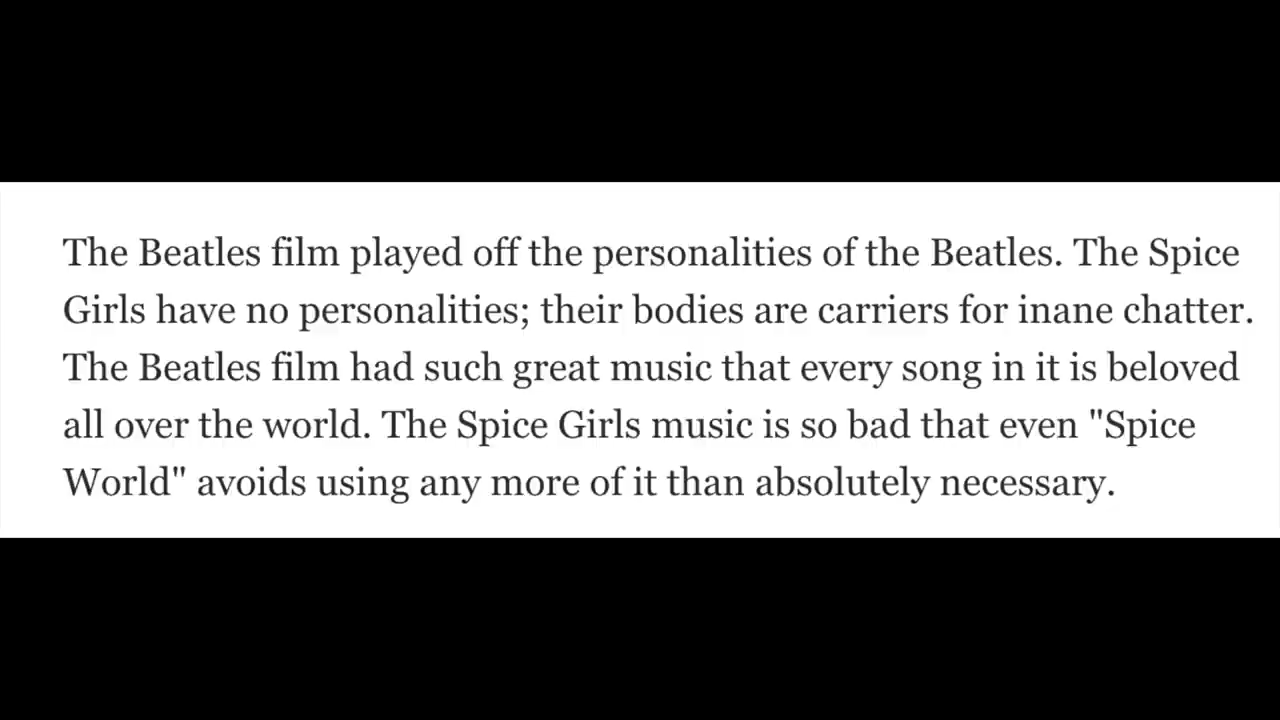 The Beatles film played off the personalities of the Beatles. The Spice
Girls have no personalities; their bodies are carriers for inane chatter.
The Beatles film had such great music that every song in it is beloved
all over the world. The Spice Girls music is so bad that even "Spice
World" avoids using any more of it than absolutely necessary.